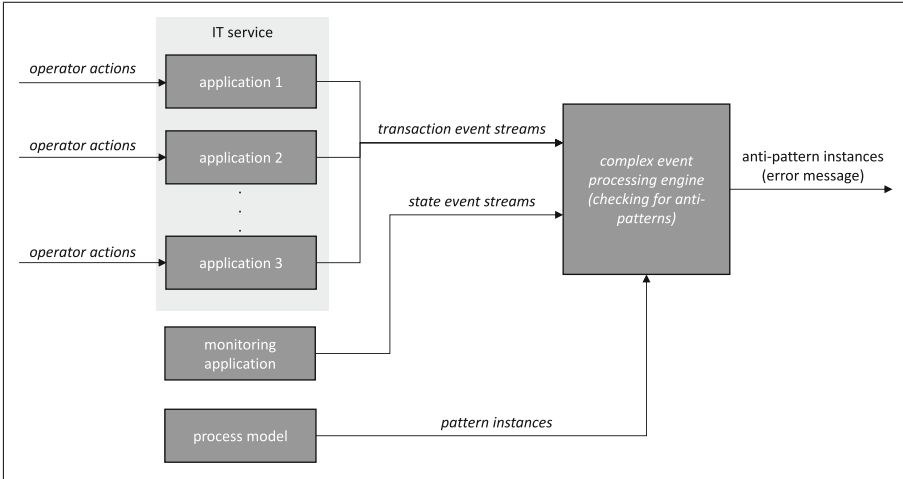 IT service
operator actions
application 1
operator actions
application 2
.
.
.
operator actions
application 3
transaction event streams
state event streams
complex event
processing engine
(checking for anti-
patterns)
anti-pattern instances
(error message)
monitoring
application
process model
pattern instances